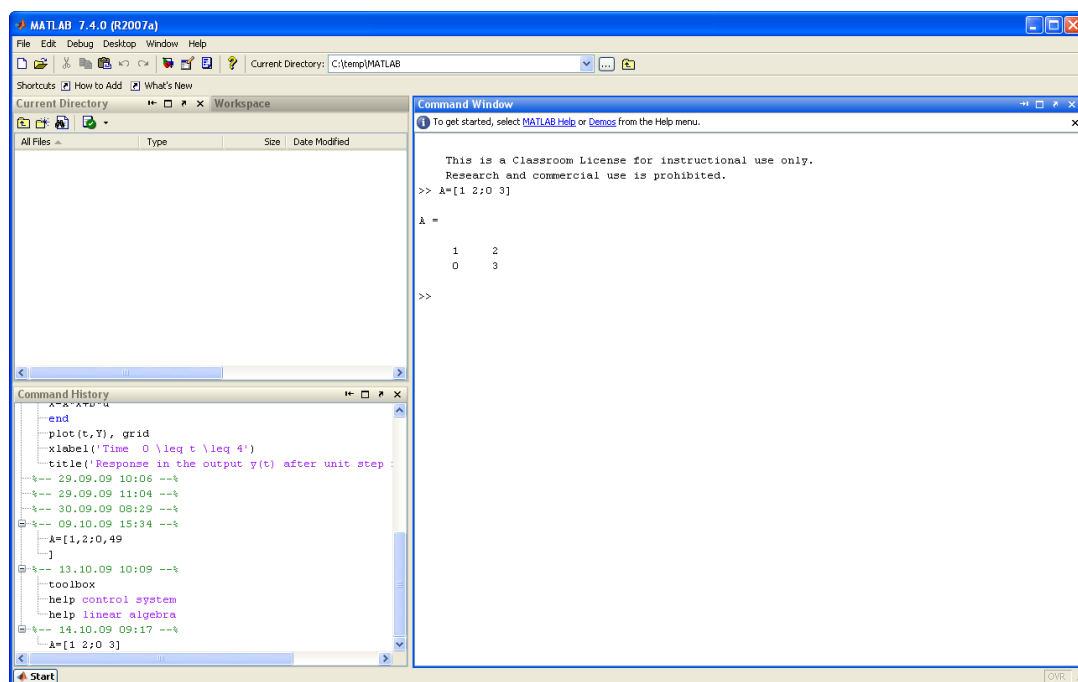 MATLAB 7.4.0 (R2007a)
File Edit Debug Desktop Window Help
Current Directory: C:\temp\MATLAB
Shortcuts How to Add What's New
Current Directory Workspace
All Files Type Size Date Modified
Command History
x=A*x+B*u
end
plot(t,Y), grid
xlabel('Time 0 \leq t \leq 4')
title('Response in the output y(t) after unit step
%-- 29.09.09 10:06 --%
%-- 29.09.09 11:04 --%
%-- 30.09.09 08:29 --%
%-- 09.10.09 15:34 --%
A=[1,2;0,49
]
%-- 13.10.09 10:09 --%
toolbox
help control system
help linear algebra
%-- 14.10.09 09:17 --%
A=[1 2;0 3]
Command Window
To get started, select MATLAB Help or Demos from the Help menu.
This is a Classroom License for instructional use only.
Research and commercial use is prohibited.
>> A=[1 2;0 3]
A =
1 2
0 3
>>
Start
OVR